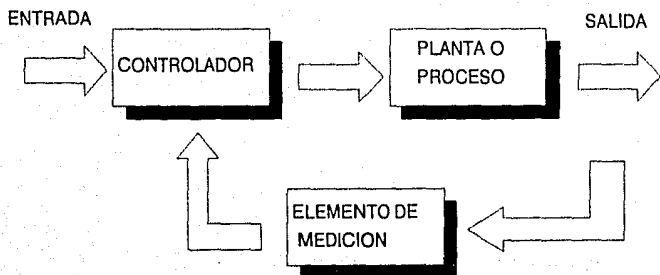 ENTRADA
SALIDA
CONTROLADOR
PLANTA O
PROCESO
ELEMENTO DE
MEDICION